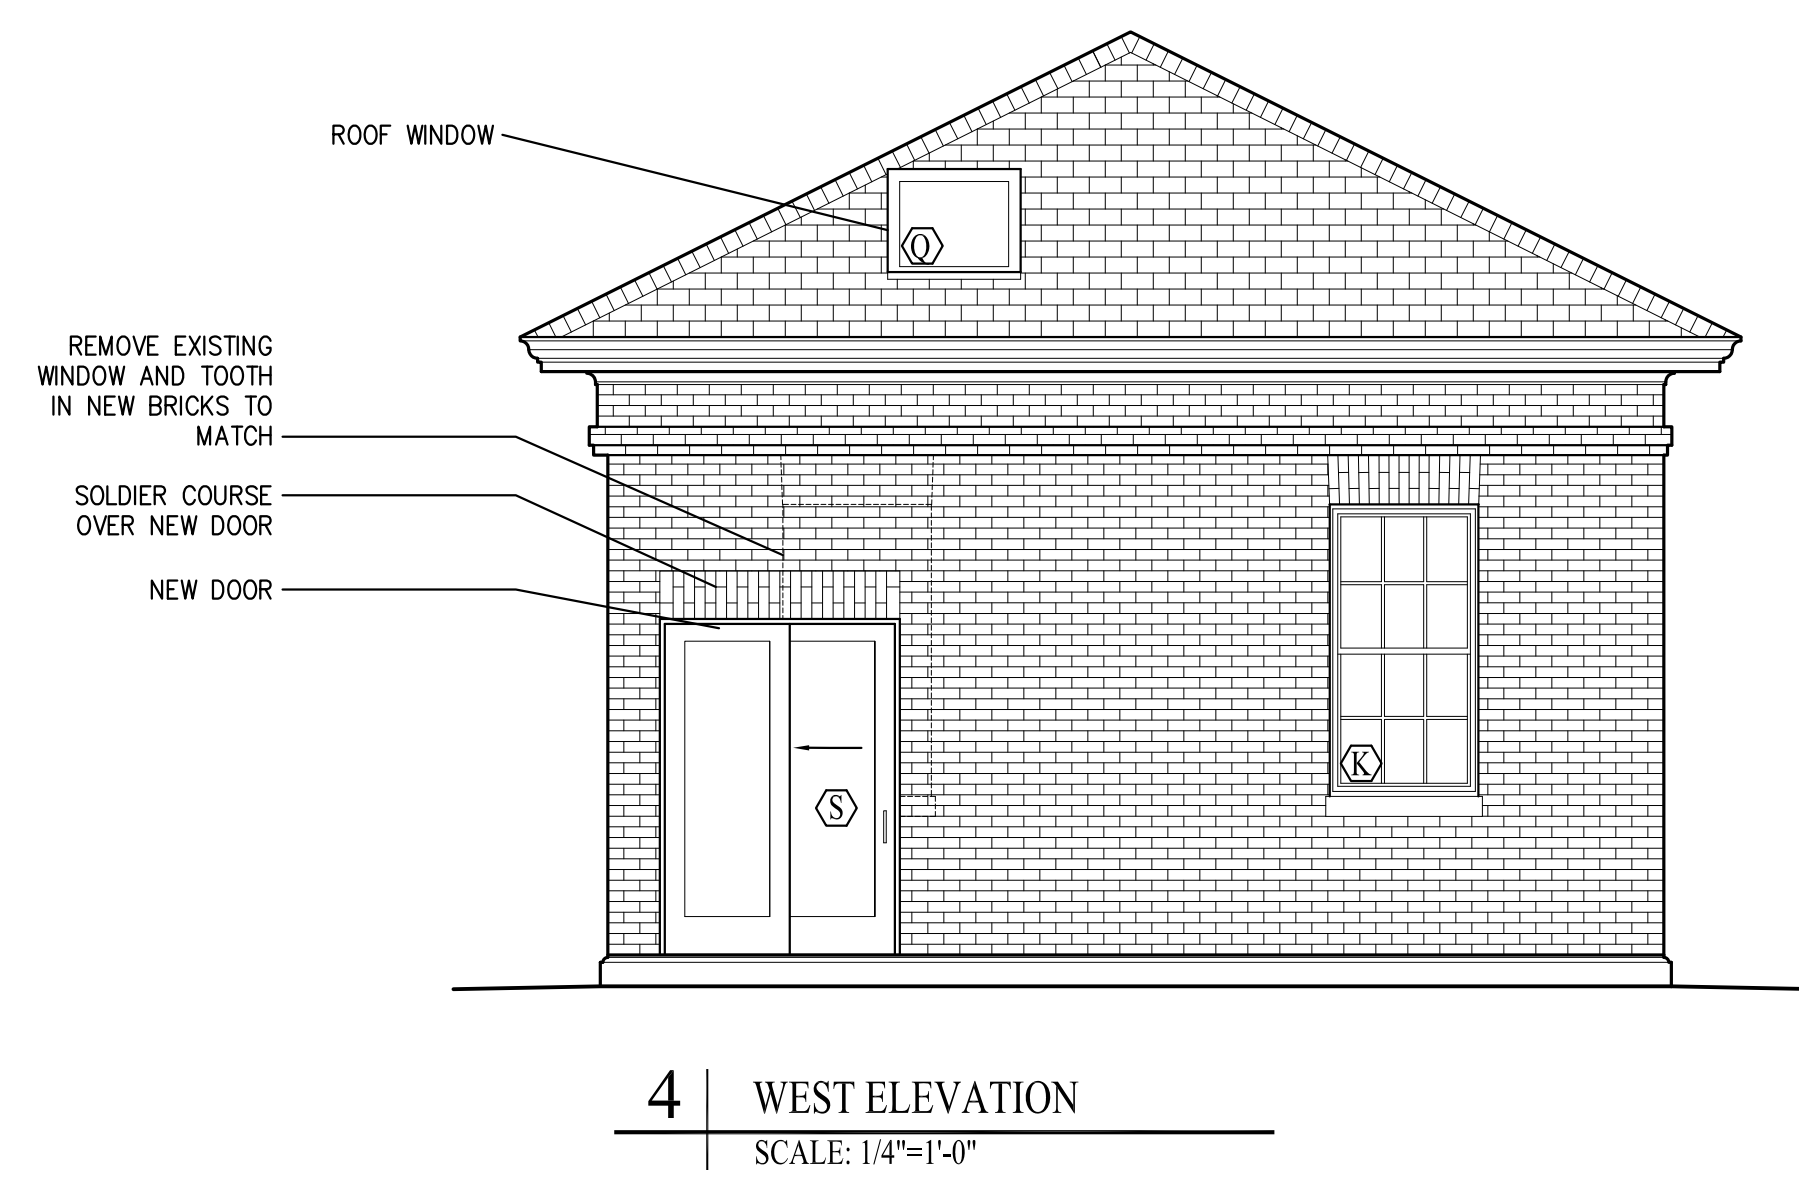 ROOF WINDOW
Q
REMOVE EXISTING
WINDOW AND TOOTH
IN NEW BRICKS TO
MATCH
SOLDIER COURSE
OVER NEW DOOR
NEW DOOR
K
S
4
WEST ELEVATION
SCALE: 1/4"=1'-0"